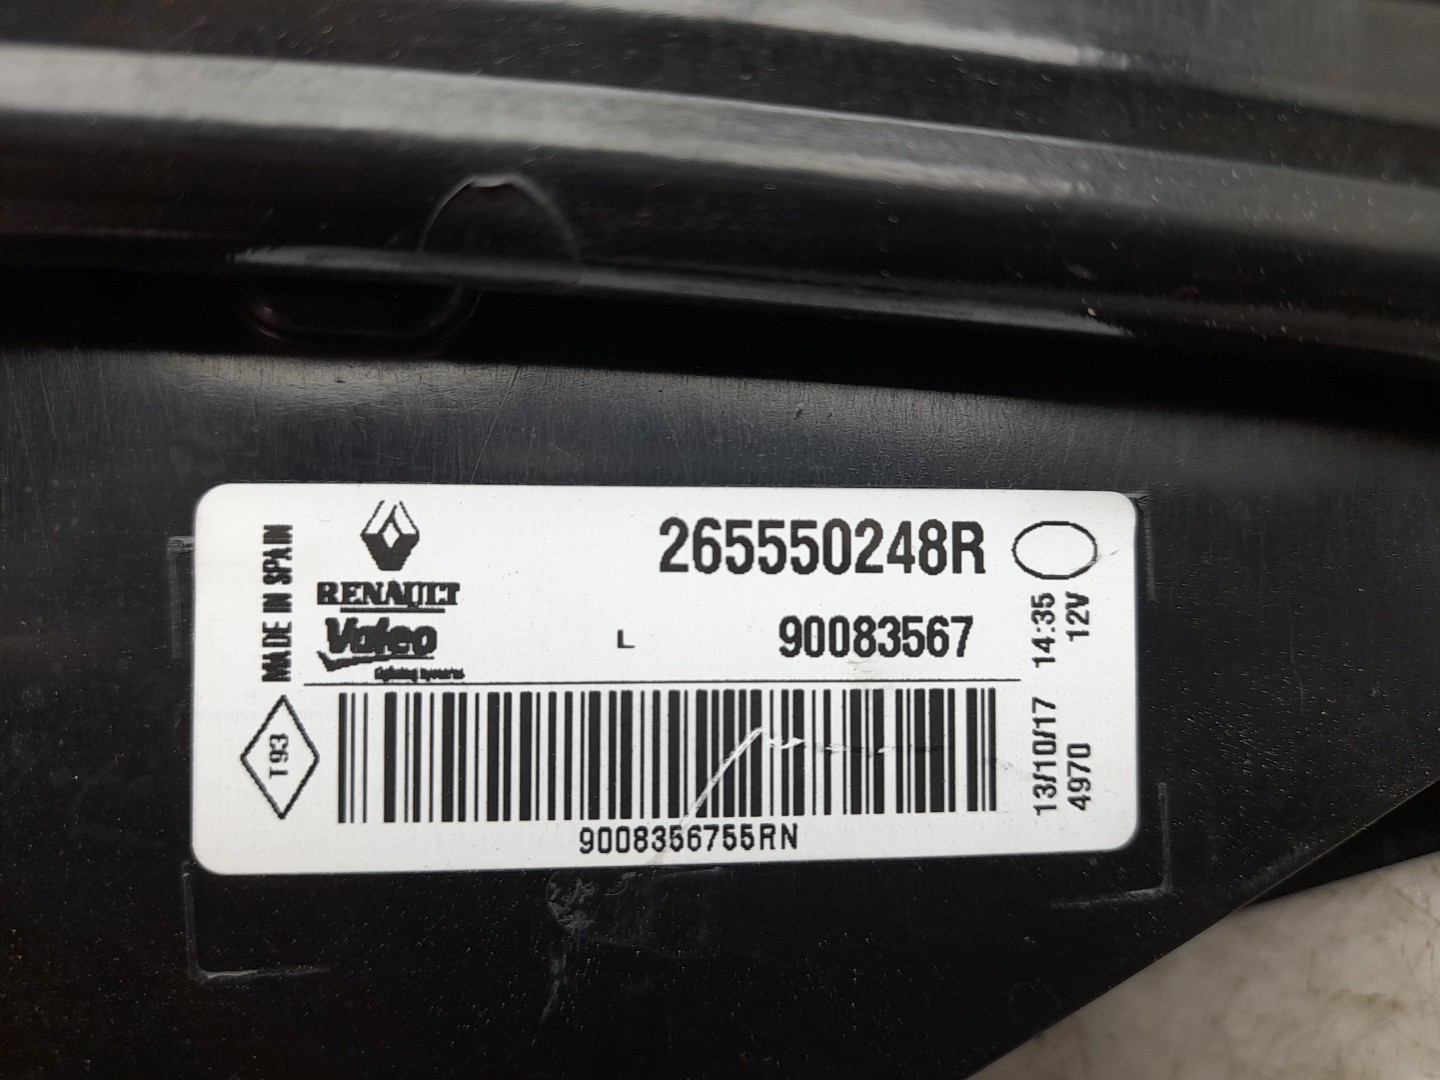 MADE IN SPAIN
RENAULT
265550248R
Valeo
lighting systems
L
90083567
T93
9008356755RN
13/10/17 14:35
4970 12V